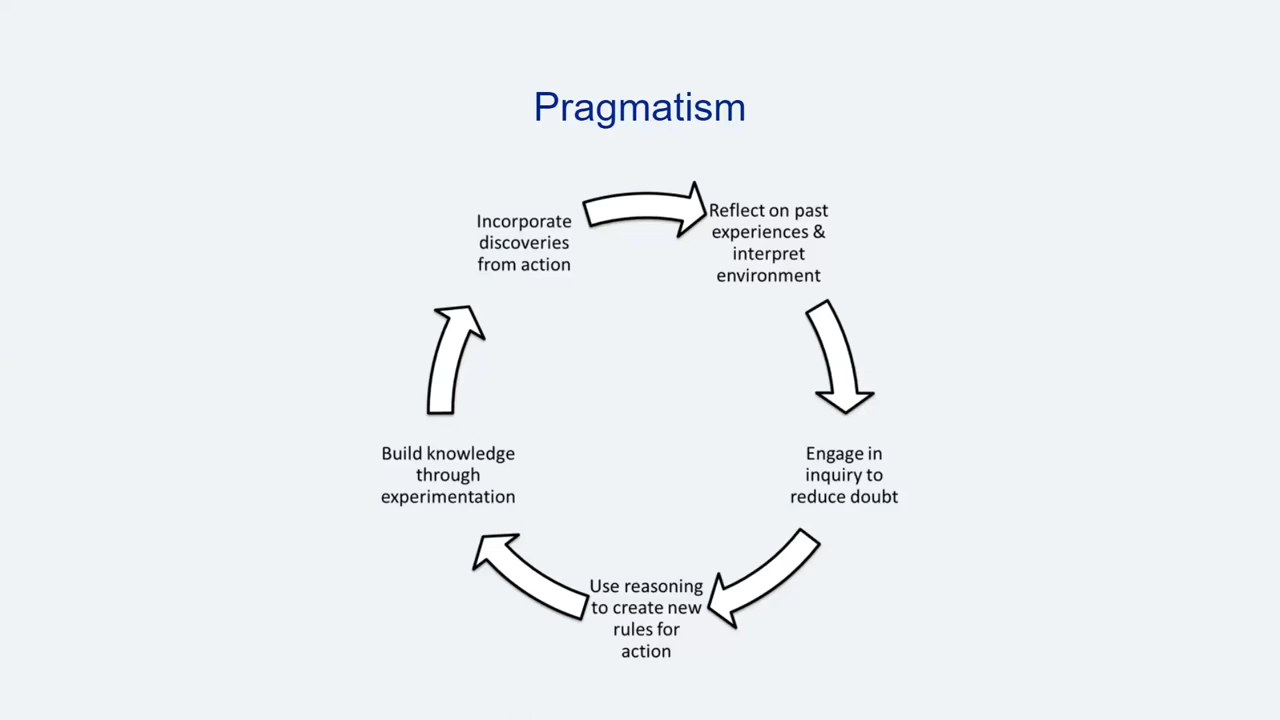 Pragmatism
Reflect on past
experiences &
interpret
environment
Engage in
inquiry to
reduce doubt
Use reasoning
to create new
rules for
action
Build knowledge
through
experimentation
Incorporate
discoveries
from action